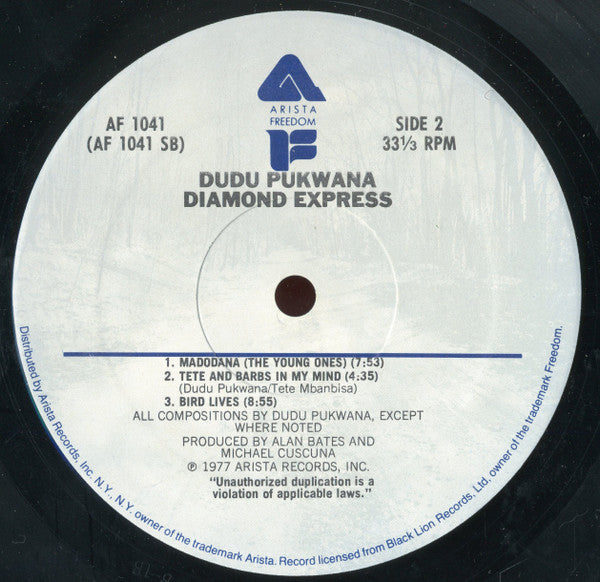 ARISTA
FREEDOM
F
AF 1041
(AF 1041 SB)
SIDE 2
33⅓ RPM
DUDU PUKWANA
DIAMOND EXPRESS
1. MADODANA (THE YOUNG ONES) (7:53)
2. TETE AND BARBS IN MY MIND (4:35)
(Dudu Pukwana/Tete Mbanbisa)
3. BIRD LIVES (8:55)
ALL COMPOSITIONS BY DUDU PUKWANA, EXCEPT
WHERE NOTED
PRODUCED BY ALAN BATES AND
MICHAEL CUSCUNA
℗ 1977 ARISTA RECORDS, INC.
"Unauthorized duplication is a
violation of applicable laws."
Distributed by Arista Records, Inc. N.Y., N.Y. owner of the trademark Arista. Record licensed from Black Lion Records, Ltd. owner of the trademark Freedom.